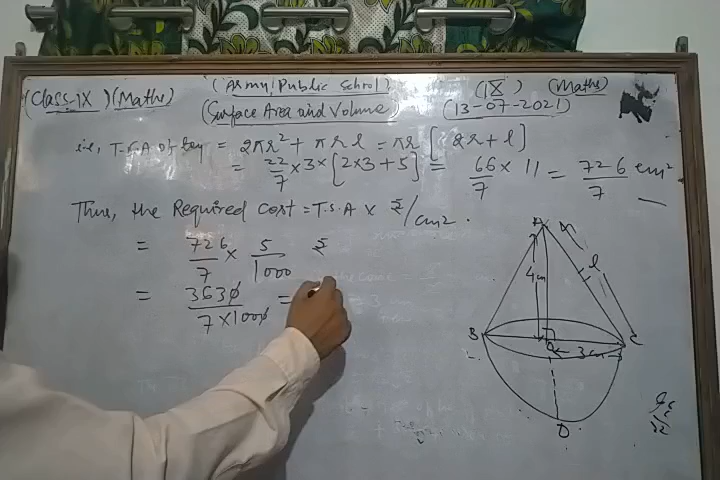 (Class-IX) (Maths) (Army Public School) (IX) (Maths)
(Surface Area and Volume) (13-07-2021)
i.e, T.S.A of toy = 2πr² + πrl = πr [2r + l]
= 22/7 × 3 × [2×3+5] = 66/7 × 11 = 726/7 cm²
Thus, the Required Cost = T.S.A × ₹/cm².
= 726/7 × 5/1000 ₹
= 3630/7×1000 =
A
l
4cm
B O C
3cm
D